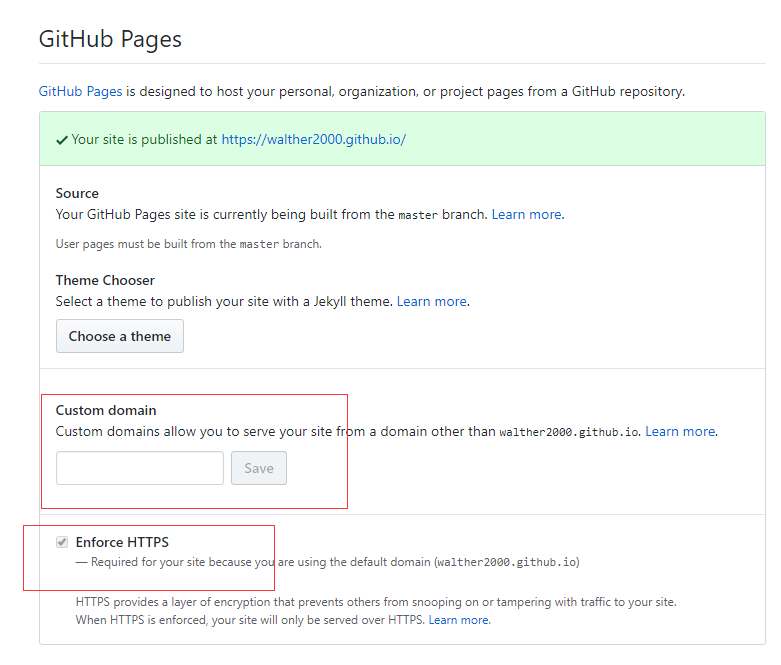 GitHub Pages
GitHub Pages is designed to host your personal, organization, or project pages from a GitHub repository.
Your site is published at https://walther2000.github.io/
Source
Your GitHub Pages site is currently being built from the master branch. Learn more.
User pages must be built from the master branch.
Theme Chooser
Select a theme to publish your site with a Jekyll theme. Learn more.
Choose a theme
Custom domain
Custom domains allow you to serve your site from a domain other than walther2000.github.io. Learn more.
Save
Enforce HTTPS
— Required for your site because you are using the default domain (walther2000.github.io)
HTTPS provides a layer of encryption that prevents others from snooping on or tampering with traffic to your site.
When HTTPS is enforced, your site will only be served over HTTPS. Learn more.